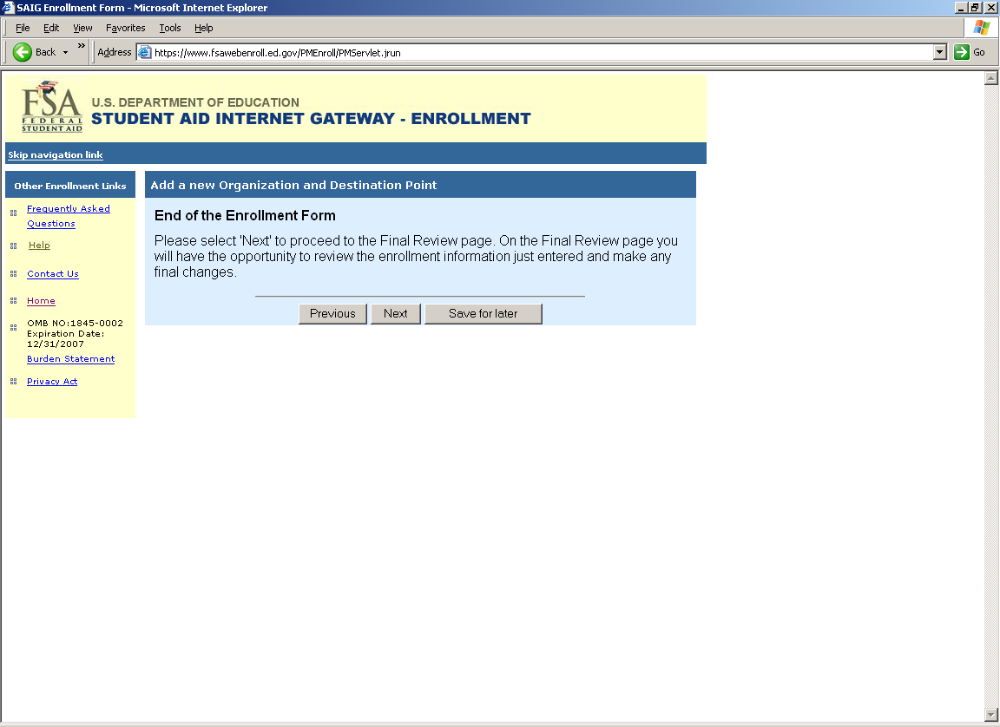 SAIG Enrollment Form - Microsoft Internet Explorer
File Edit View Favorites Tools Help
Back » Address https://www.fsawebenroll.ed.gov/PMEnroll/PMServlet.jrun Go
FSA
FEDERAL
STUDENT AID
U.S. DEPARTMENT OF EDUCATION
STUDENT AID INTERNET GATEWAY - ENROLLMENT
Skip navigation link
Other Enrollment Links
Frequently Asked
Questions
Help
Contact Us
Home
OMB NO:1845-0002
Expiration Date:
12/31/2007
Burden Statement
Privacy Act
Add a new Organization and Destination Point
End of the Enrollment Form
Please select 'Next' to proceed to the Final Review page. On the Final Review page you
will have the opportunity to review the enrollment information just entered and make any
final changes.
Previous Next Save for later